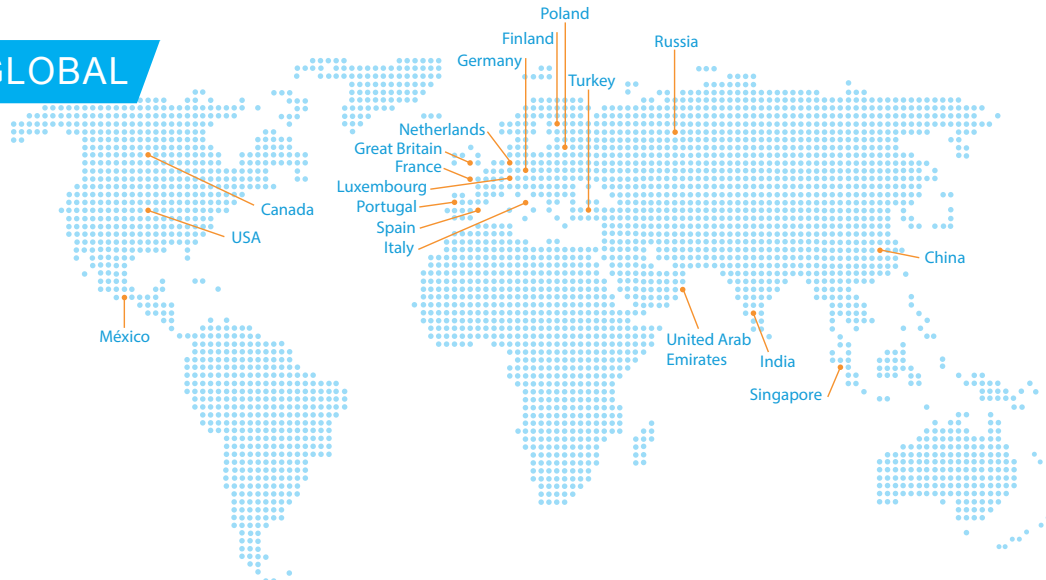 GLOBAL
Poland
Finland
Russia
Germany
Turkey
Netherlands
Great Britain
France
Luxembourg
Portugal
Spain
Italy
Canada
USA
China
México
United Arab
Emirates
India
Singapore